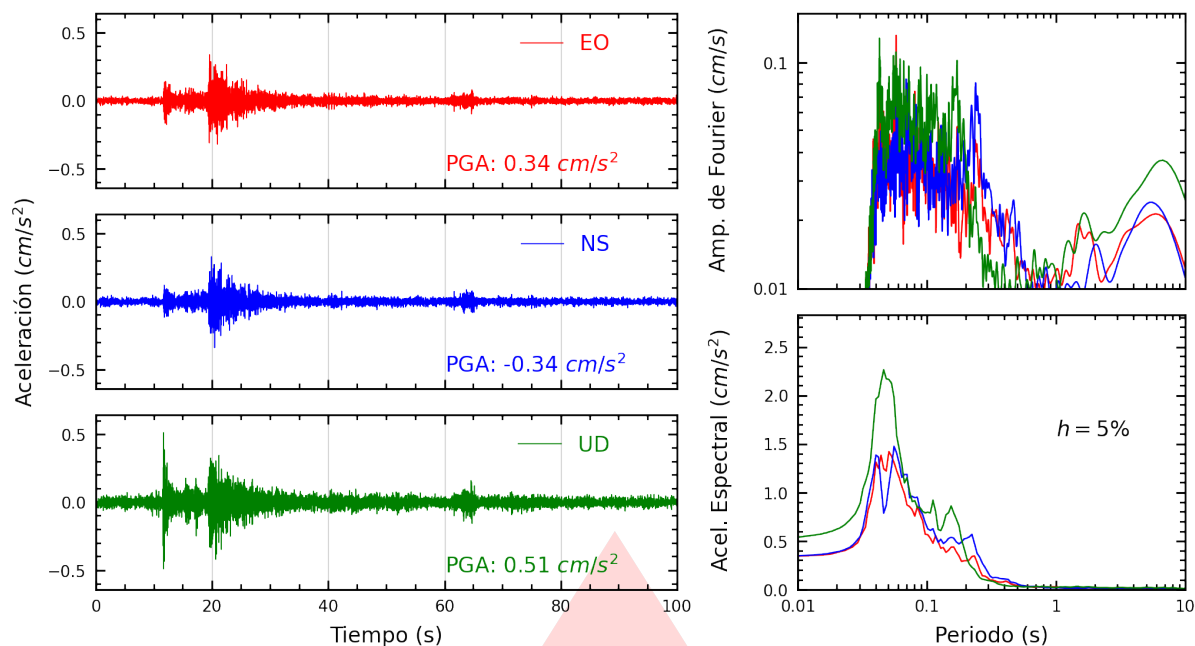 0.5
0.0
−0.5
EO
PGA: 0.34 cm/s²
0.5
0.0
−0.5
NS
PGA: -0.34 cm/s²
0.5
0.0
−0.5
UD
PGA: 0.51 cm/s²
0 20 40 60 80 100
Tiempo (s)
Aceleración (cm/s²)
0.1
0.01
Amp. de Fourier (cm/s)
2.5
2.0
1.5
1.0
0.5
0.0
Acel. Espectral (cm/s²)
h = 5%
0.01 0.1 1 10
Periodo (s)